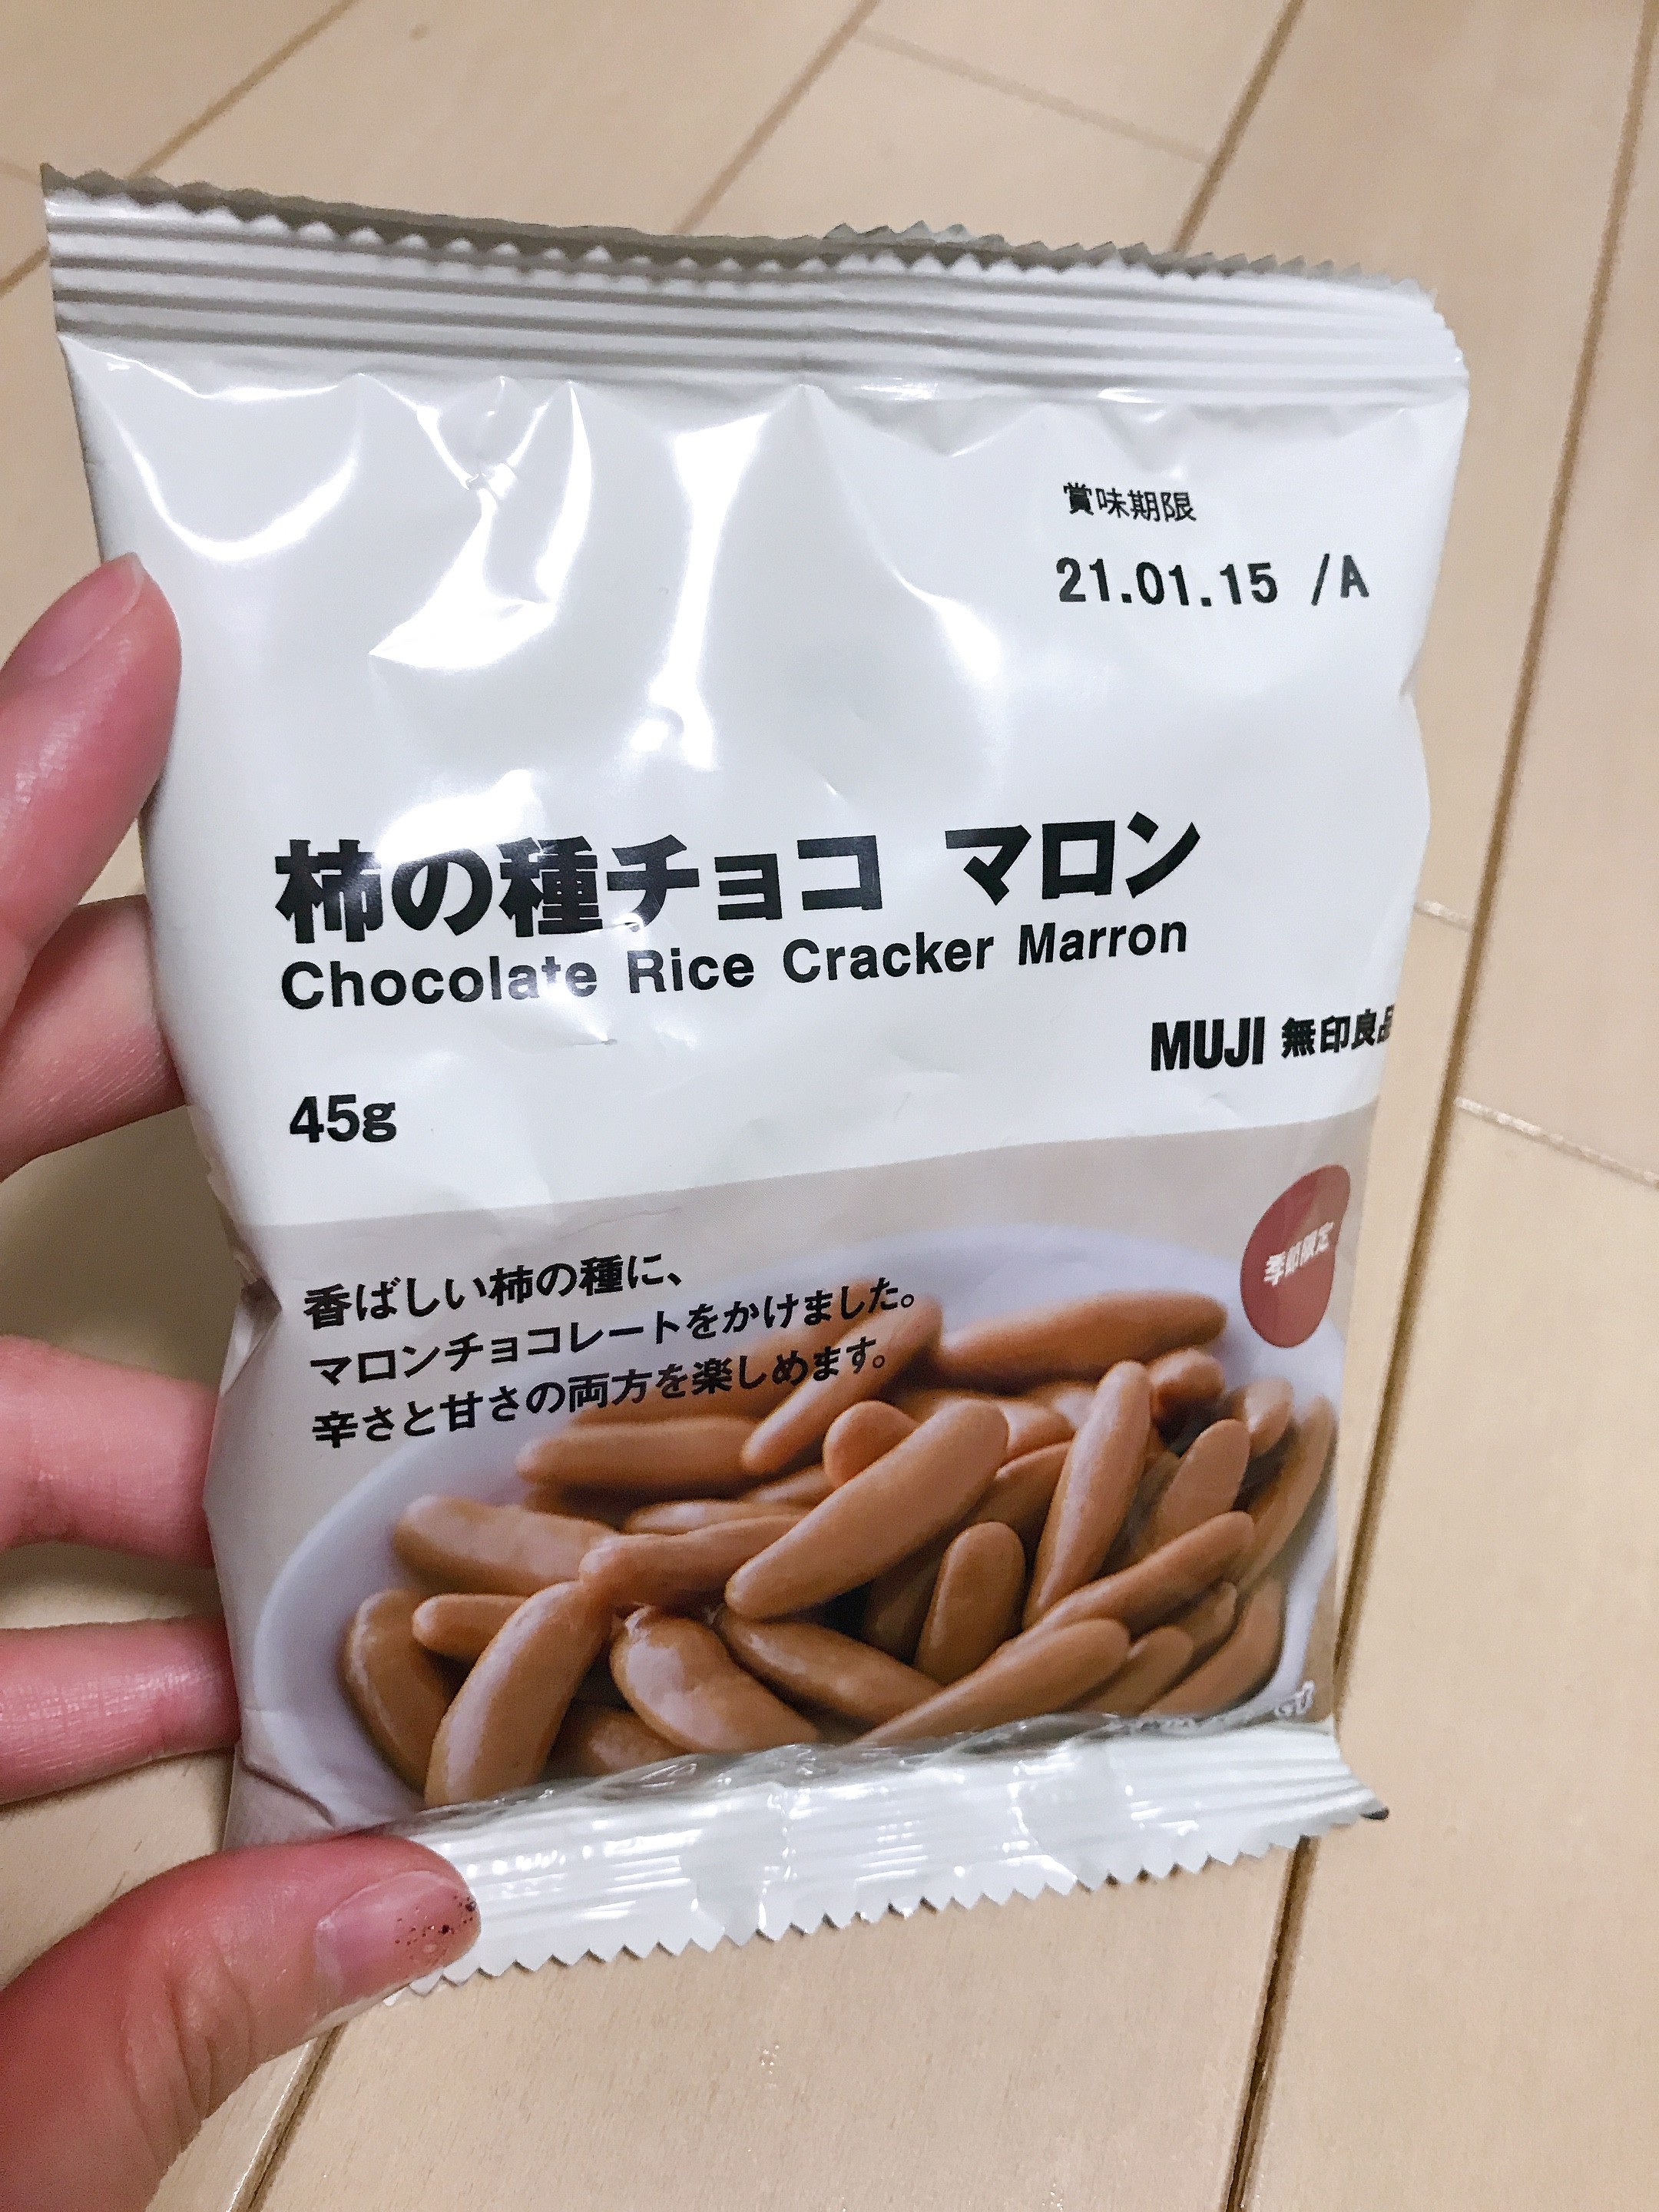 賞味期限
21.01.15 /A
柿の種チョコ マロン
Chocolate Rice Cracker Marron
MUJI 無印良品
45g
季節限定
香ばしい柿の種に、
マロンチョコレートをかけました。
辛さと甘さの両方を楽しめます。